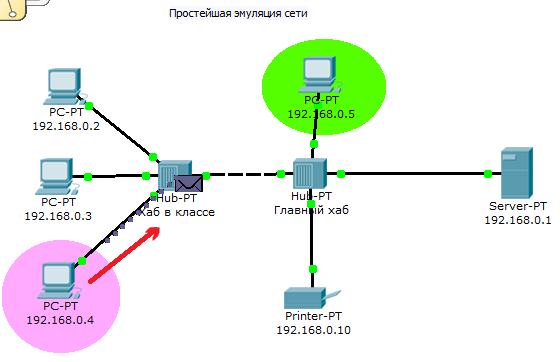 Простейшая эмуляция сети
PC-PT
192.168.0.2
PC-PT
192.168.0.5
PC-PT
192.168.0.3
Hub-PT
Хаб в классе
Hub-PT
Главный хаб
Server-PT
192.168.0.1
PC-PT
192.168.0.4
Printer-PT
192.168.0.10